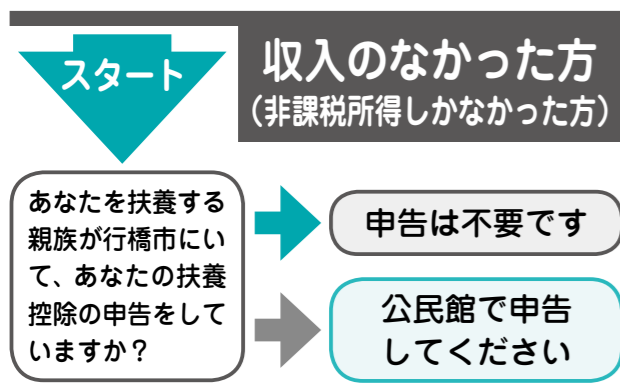 スタート
収入のなかった方
（非課税所得しかなかった方）
あなたを扶養する
親族が行橋市にい
て、あなたの扶養
控除の申告をして
いますか？
申告は不要です
公民館で申告
してください